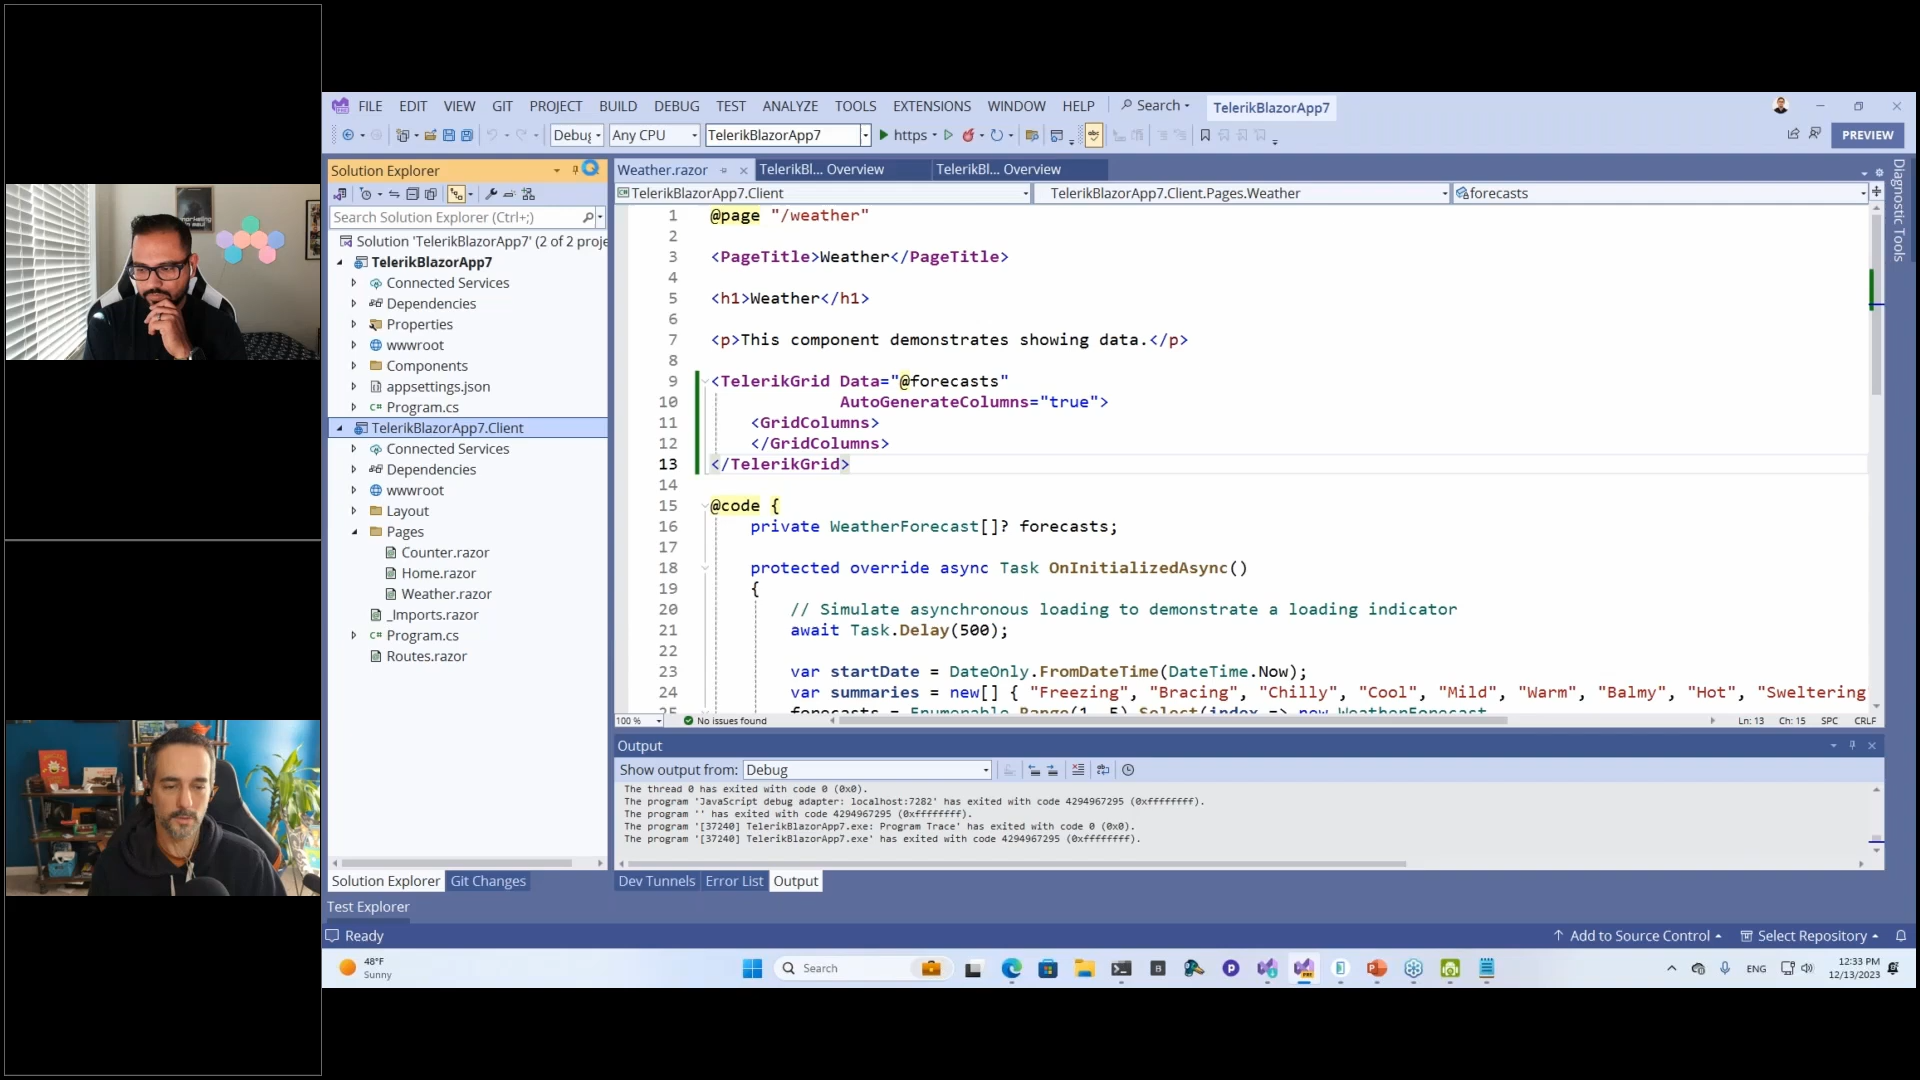 FILE EDIT VIEW GIT PROJECT BUILD DEBUG TEST ANALYZE TOOLS EXTENSIONS WINDOW HELP Search TelerikBlazorApp7
Debug Any CPU TelerikBlazorApp7 https PREVIEW
Solution Explorer
Search Solution Explorer (Ctrl+;)
Solution 'TelerikBlazorApp7' (2 of 2 proje
TelerikBlazorApp7
Connected Services
Dependencies
Properties
wwwroot
Components
appsettings.json
C# Program.cs
TelerikBlazorApp7.Client
Connected Services
Dependencies
wwwroot
Layout
Pages
Counter.razor
Home.razor
Weather.razor
_Imports.razor
C# Program.cs
Routes.razor
Solution Explorer Git Changes
Test Explorer
Weather.razor TelerikBl... Overview TelerikBl... Overview
TelerikBlazorApp7.Client TelerikBlazorApp7.Client.Pages.Weather forecasts
1 @page "/weather"
2
3 <PageTitle>Weather</PageTitle>
4
5 <h1>Weather</h1>
6
7 <p>This component demonstrates showing data.</p>
8
9 <TelerikGrid Data="@forecasts"
10 AutoGenerateColumns="true">
11 <GridColumns>
12 </GridColumns>
13 </TelerikGrid>
14
15 @code {
16 private WeatherForecast[]? forecasts;
17
18 protected override async Task OnInitializedAsync()
19 {
20 // Simulate asynchronous loading to demonstrate a loading indicator
21 await Task.Delay(500);
22
23 var startDate = DateOnly.FromDateTime(DateTime.Now);
24 var summaries = new[] { "Freezing", "Bracing", "Chilly", "Cool", "Mild", "Warm", "Balmy", "Hot", "Sweltering
25 forecasts = Enumerable.Range(1, 5).Select(index => new WeatherForecast
100 % No issues found Ln: 13 Ch: 15 SPC CRLF
Diagnostic Tools
Output
Show output from: Debug
The thread 0 has exited with code 0 (0x0).
The program 'JavaScript debug adapter: localhost:7282' has exited with code 4294967295 (0xffffffff).
The program '' has exited with code 4294967295 (0xffffffff).
The program '[37240] TelerikBlazorApp7.exe: Program Trace' has exited with code 0 (0x0).
The program '[37240] TelerikBlazorApp7.exe' has exited with code 4294967295 (0xffffffff).
Dev Tunnels Error List Output
Ready Add to Source Control Select Repository
48°F
Sunny
Search
ENG
12:33 PM
12/13/2023